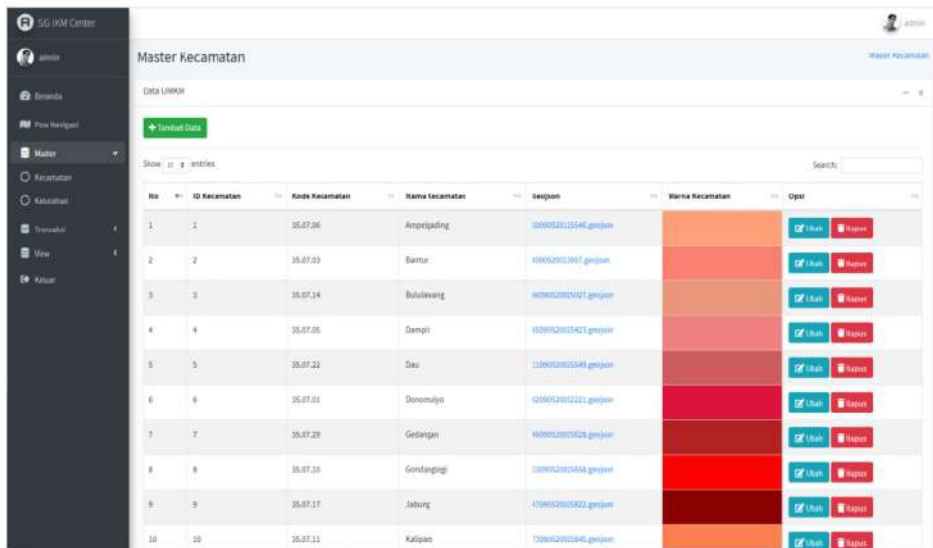 SG IKM Center
admin
admin
Master Kecamatan
Master Kecamatan
Beranda
Peta Navigasi
Master
Kecamatan
Kelurahan
Transaksi
View
Keluar
Data UMKM
Tambah Data
Show 10 entries
Search:
No ID Kecamatan Kode Kecamatan Nama Kecamatan Geojson Warna Kecamatan Opsi
1 1 35.07.06 Ampelgading Ubah Hapus
2 2 35.07.03 Bantur Ubah Hapus
3 3 35.07.14 Bululawang Ubah Hapus
4 4 35.07.05 Dampit Ubah Hapus
5 5 35.07.22 Dau Ubah Hapus
6 6 35.07.01 Donomulyo Ubah Hapus
7 7 35.07.29 Gedangan Ubah Hapus
8 8 35.07.10 Gondanglegi Ubah Hapus
9 9 35.07.17 Jabung Ubah Hapus
10 10 35.07.11 Kalipare Ubah Hapus